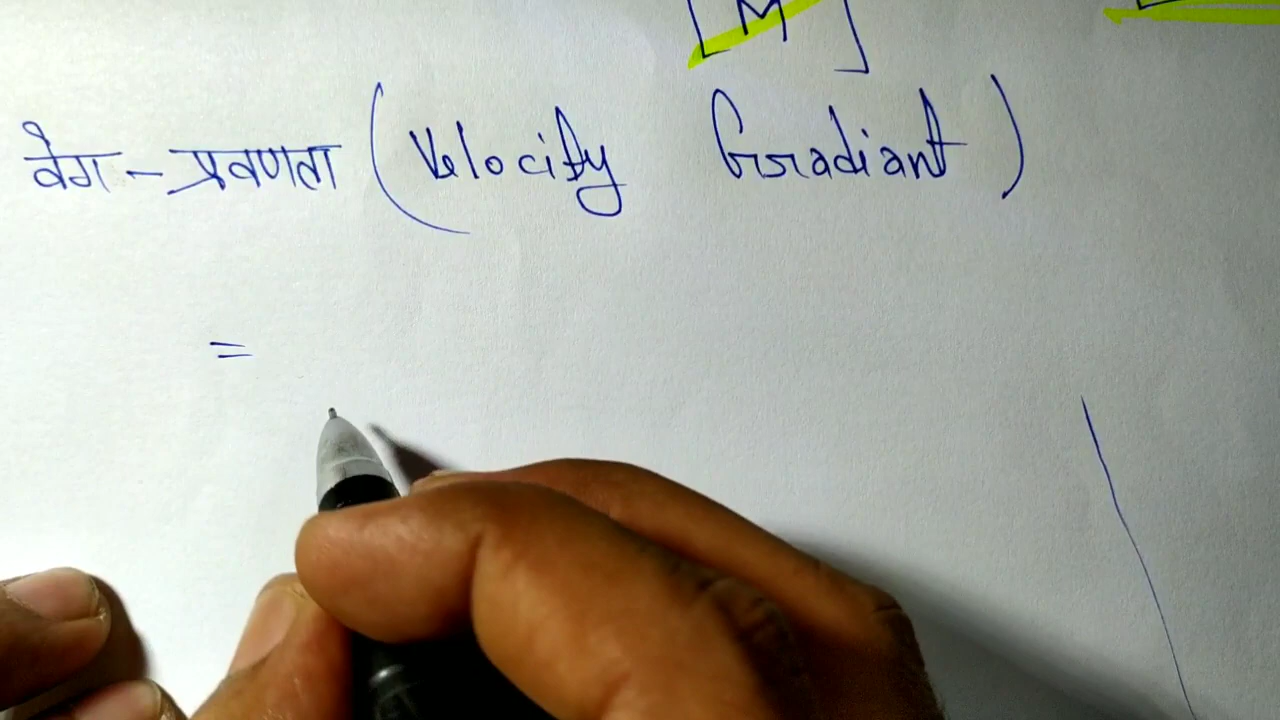 [M]
वेग - प्रवणता (Velocity Gradiant)
=